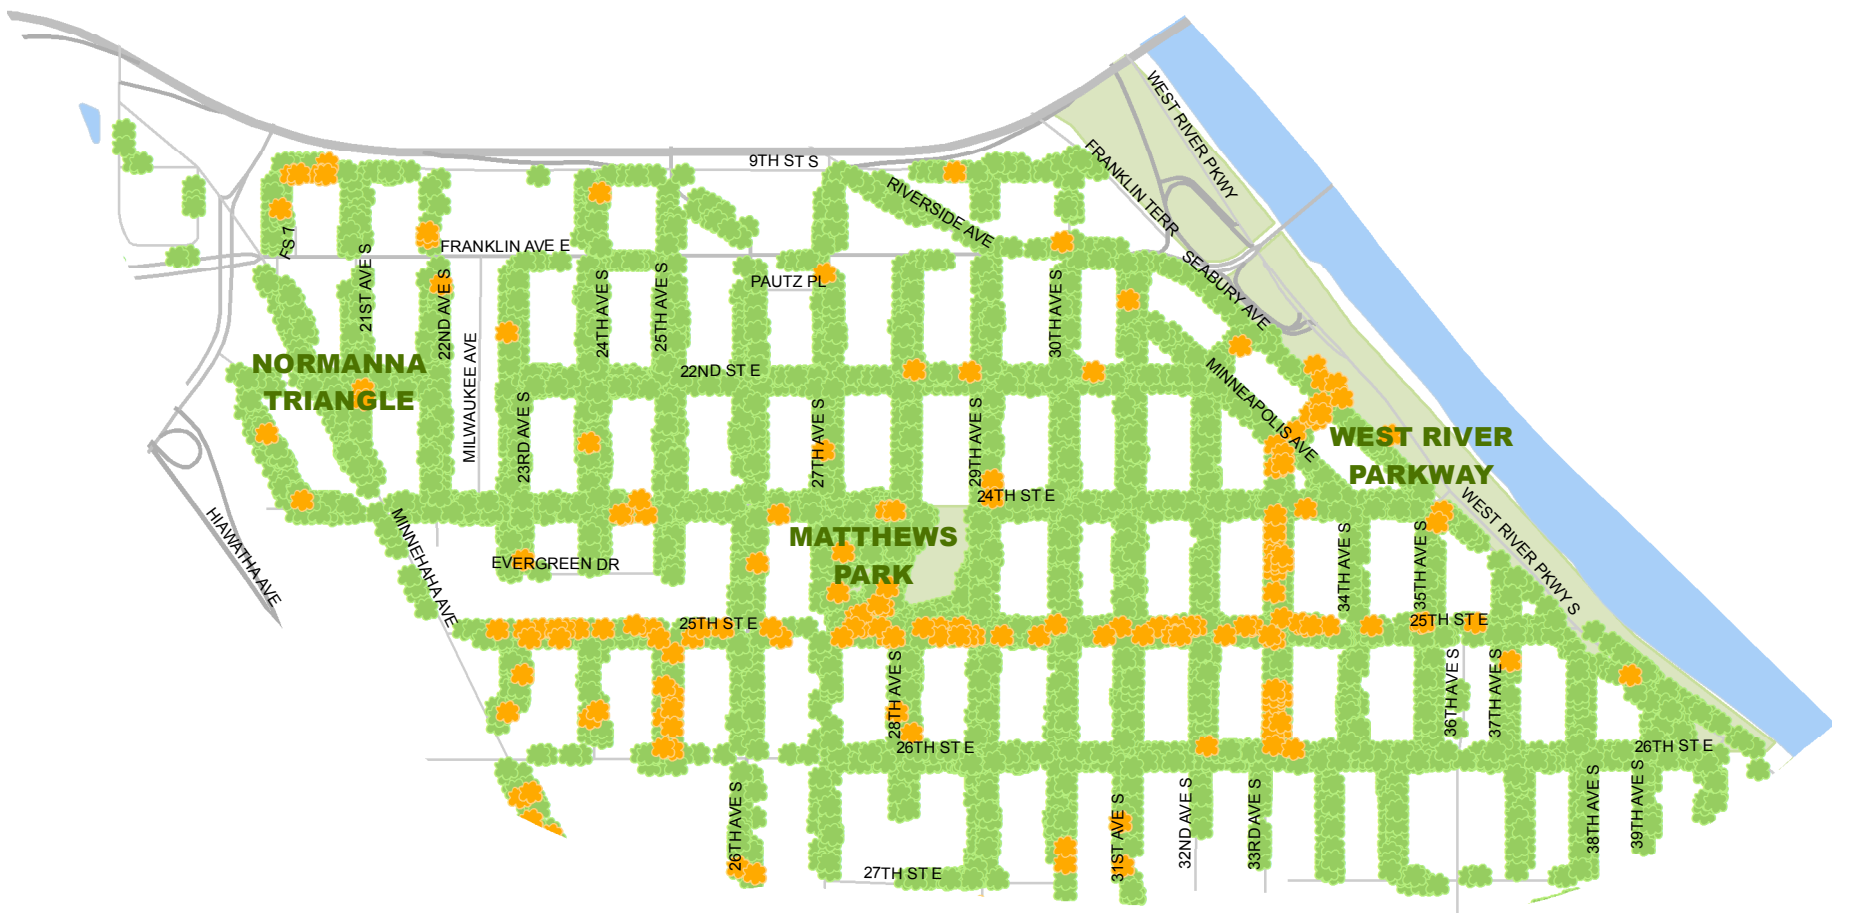 WEST RIVER PKWY
9TH ST S
FRANKLIN TERR
RIVERSIDE AVE
FS 7
21ST AVE S
FRANKLIN AVE E
22ND AVE S
24TH AVE S
25TH AVE S
PAUTZ PL
30TH AVE S
SEABURY AVE
MILWAUKEE AVE
NORMANNA
TRIANGLE
22ND ST E
23RD AVE S
27TH AVE S
29TH AVE S
MINNEAPOLIS AVE
WEST RIVER
PARKWAY
24TH ST E
WEST RIVER PKWY S
HIAWATHA AVE
MINNEHAHA AVE
EVERGREEN DR
MATTHEWS
PARK
34TH AVE S
35TH AVE S
25TH ST E
25TH ST E
28TH AVE S
36TH AVE S
37TH AVE S
26TH ST E
26TH ST E
26TH AVE S
27TH ST E
31ST AVE S
32ND AVE S
33RD AVE S
38TH AVE S
39TH AVE S